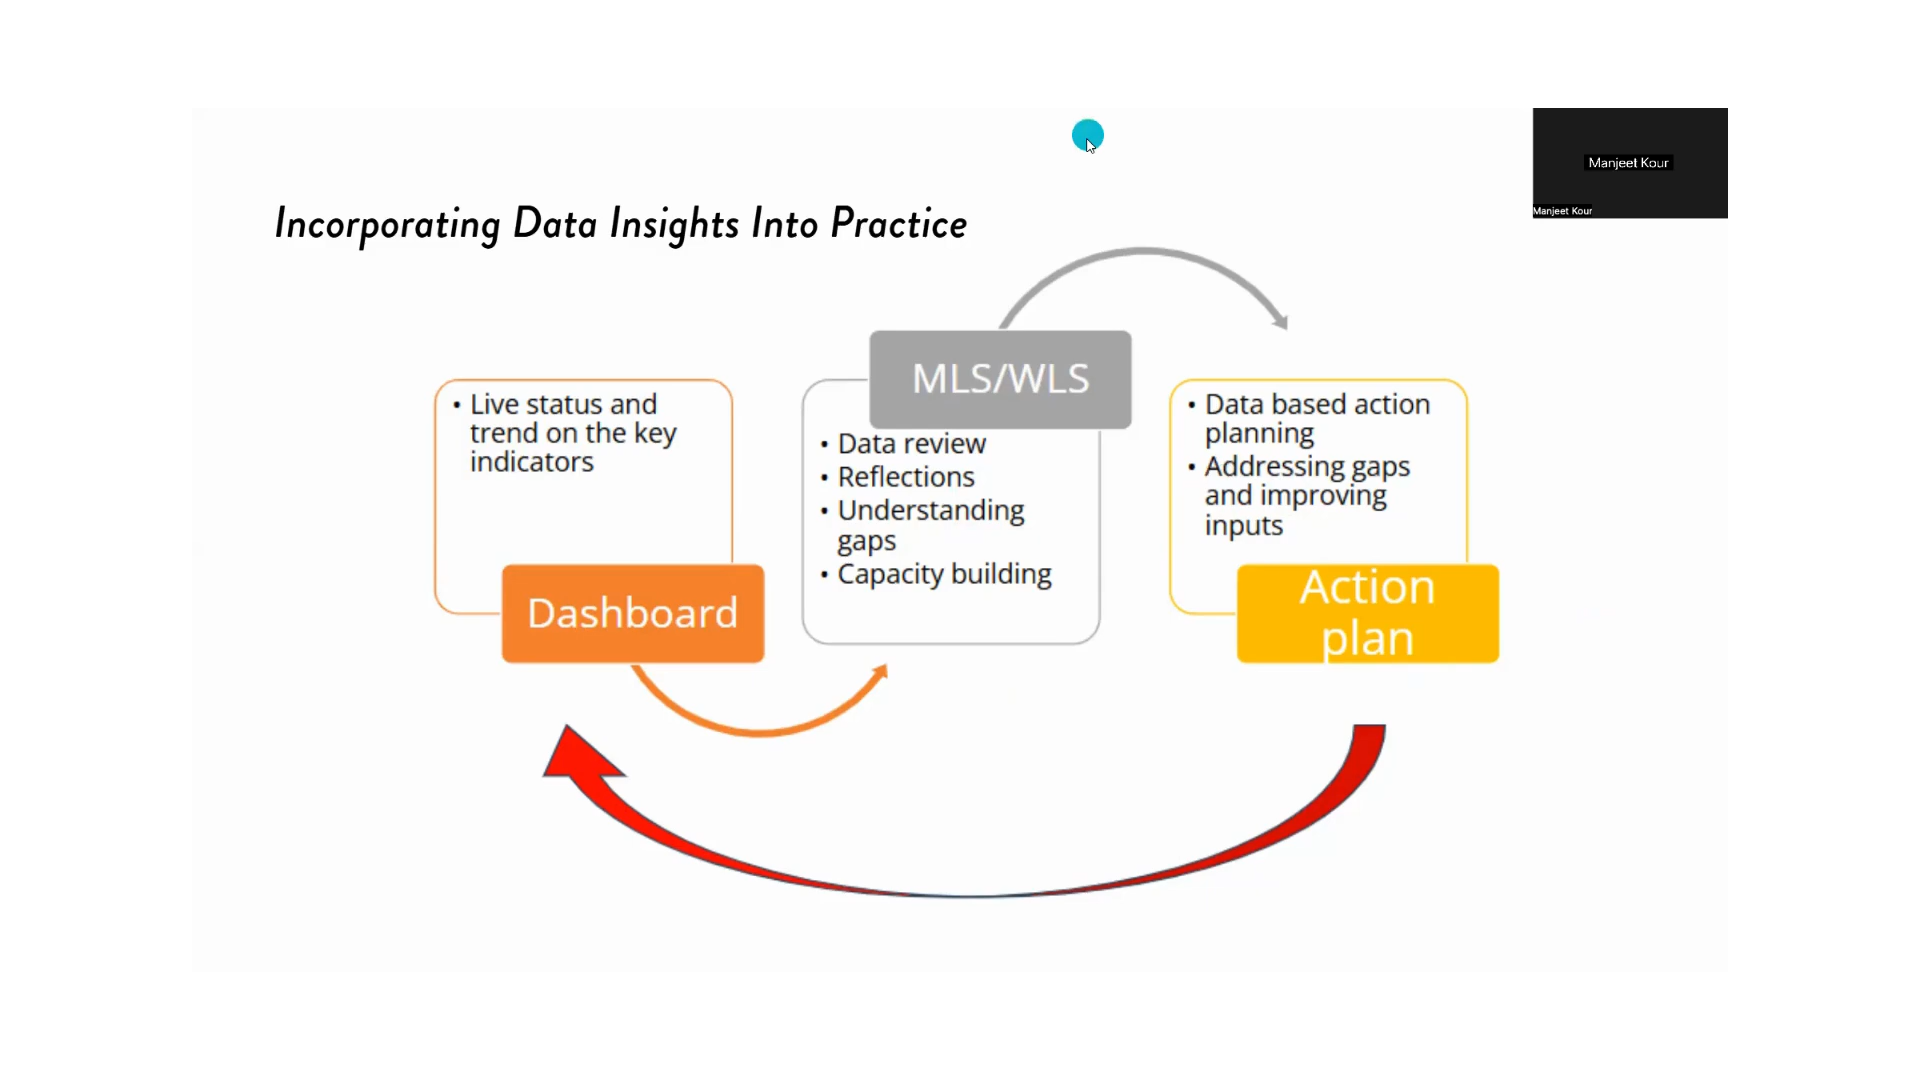 Manjeet Kour
Manjeet Kour
Incorporating Data Insights Into Practice
• Live status and
trend on the key
indicators
Dashboard
MLS/WLS
• Data review
• Reflections
• Understanding
gaps
• Capacity building
• Data based action
planning
• Addressing gaps
and improving
inputs
Action
plan